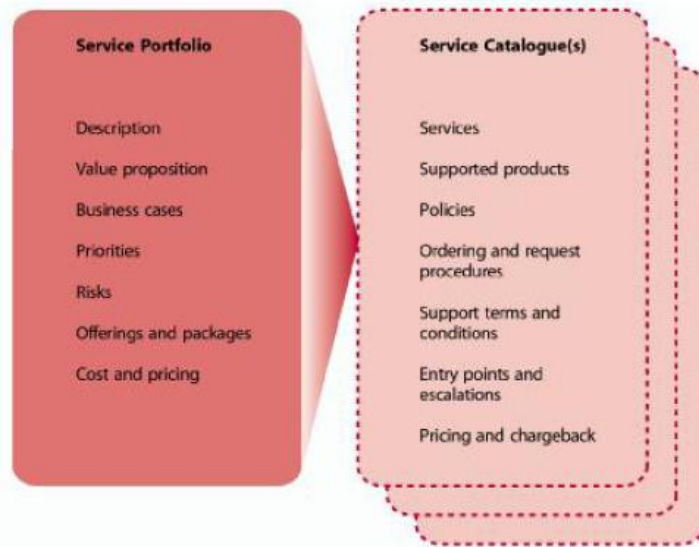 Service Portfolio
Description
Value proposition
Business cases
Priorities
Risks
Offerings and packages
Cost and pricing
Service Catalogue(s)
Services
Supported products
Policies
Ordering and request
procedures
Support terms and
conditions
Entry points and
escalations
Pricing and chargeback